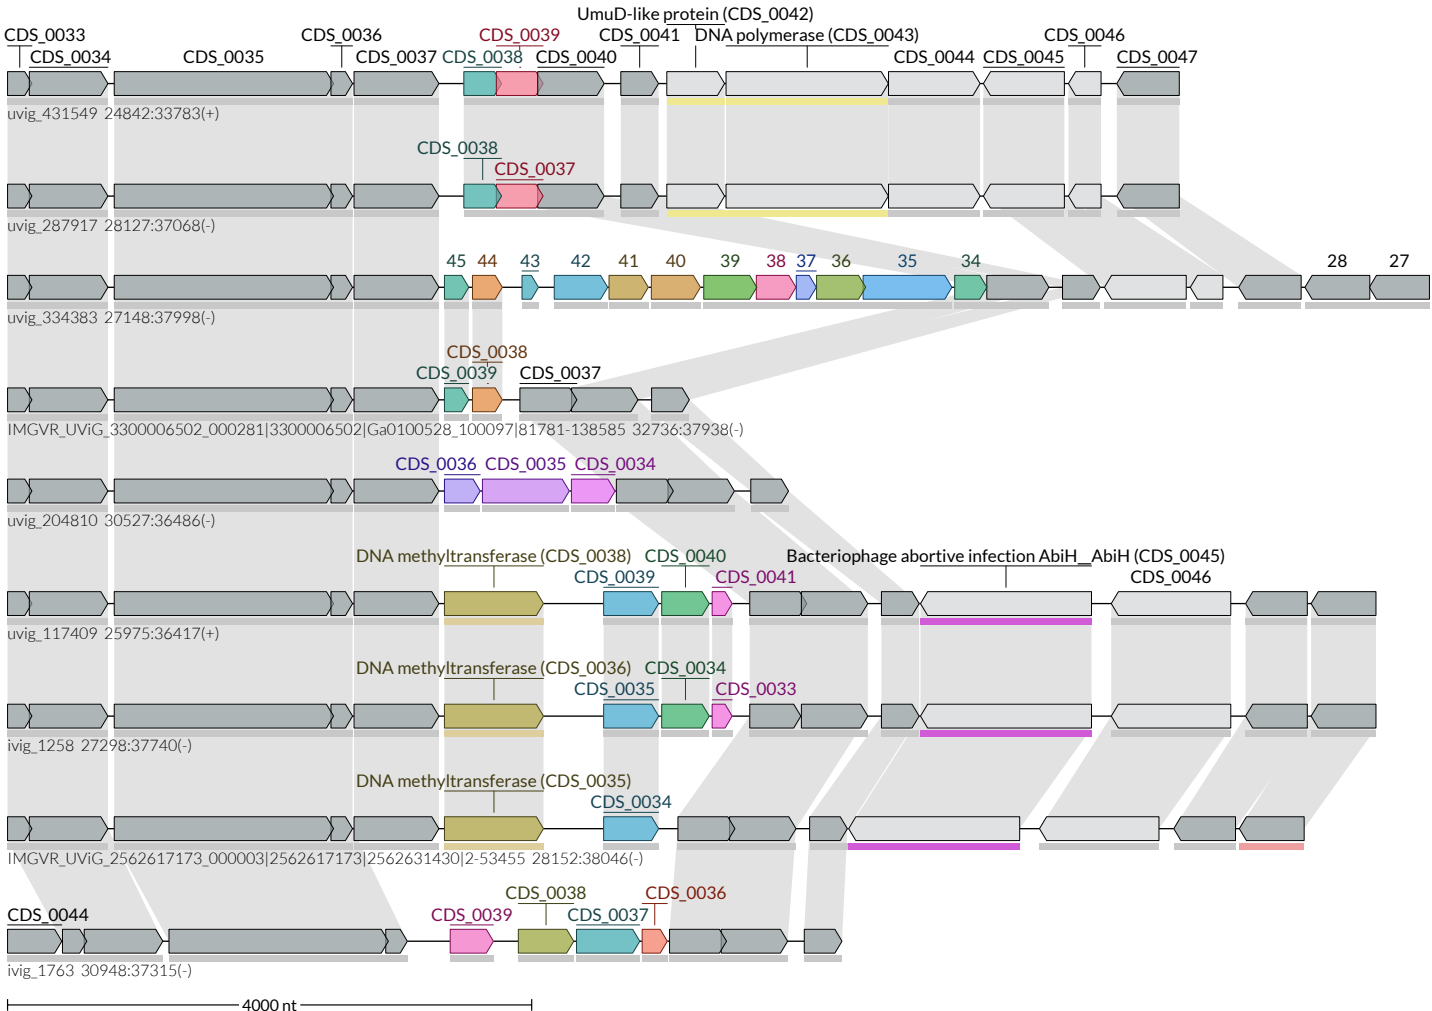 UmuD-like protein (CDS_0042)
CDS_0033 CDS_0036 CDS_0039 CDS_0041 DNA polymerase (CDS_0043) CDS_0046
CDS_0034 CDS_0035 CDS_0037 CDS_0038 CDS_0040 CDS_0044 CDS_0045 CDS_0047
uvig_431549 24842:33783(+)
CDS_0038
CDS_0037
uvig_287917 28127:37068(-)
45 44 43 42 41 40 39 38 37 36 35 34 28 27
uvig_334383 27148:37998(-)
CDS_0038
CDS_0039 CDS_0037
IMGVR_UViG_3300006502_000281|3300006502|Ga0100528_100097|81781-138585 32736:37938(-)
CDS_0036 CDS_0035 CDS_0034
uvig_204810 30527:36486(-)
DNA methyltransferase (CDS_0038) CDS_0040 Bacteriophage abortive infection AbiH__AbiH (CDS_0045)
CDS_0039 CDS_0041 CDS_0046
uvig_117409 25975:36417(+)
DNA methyltransferase (CDS_0036) CDS_0034
CDS_0035 CDS_0033
ivig_1258 27298:37740(-)
DNA methyltransferase (CDS_0035)
CDS_0034
IMGVR_UViG_2562617173_000003|2562617173|2562631430|2-53455 28152:38046(-)
CDS_0038 CDS_0036
CDS_0044 CDS_0039 CDS_0037
ivig_1763 30948:37315(-)
4000 nt